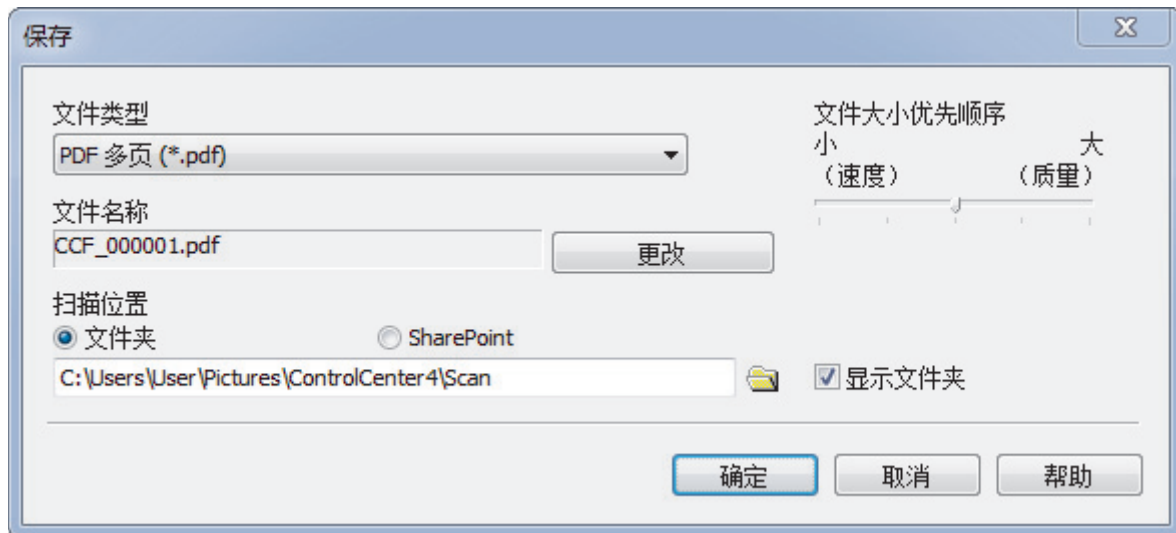 保存
文件类型
PDF 多页 (*.pdf)
文件名称
CCF_000001.pdf
更改
文件大小优先顺序
小 大
（速度） （质量）
扫描位置
文件夹 SharePoint
C:\Users\User\Pictures\ControlCenter4\Scan
显示文件夹
确定 取消 帮助